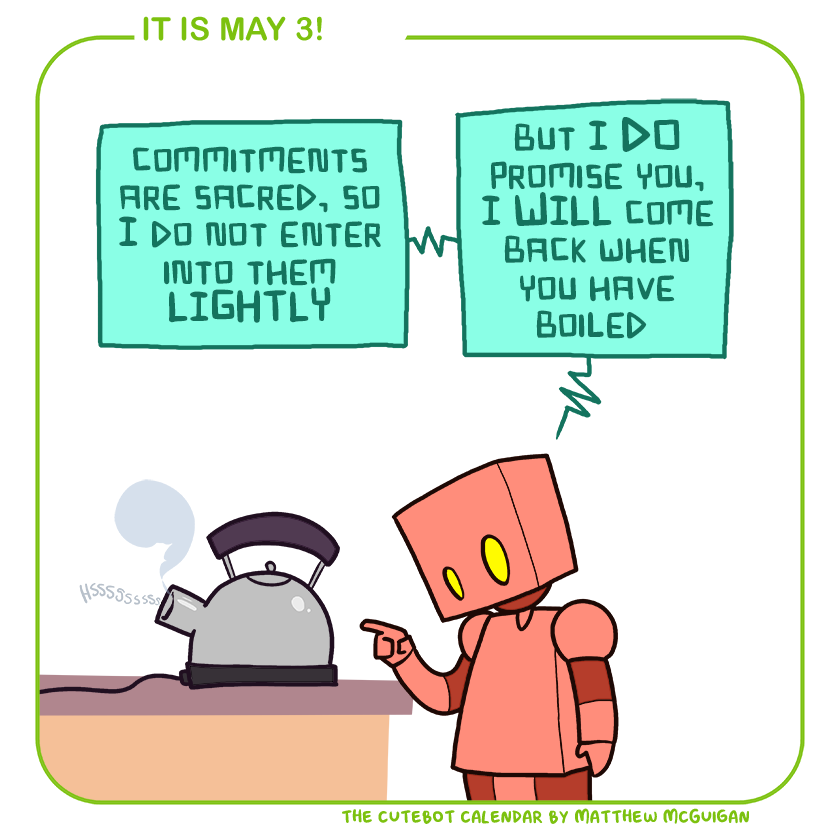 IT IS MAY 3!
COMMITMENTS
ARE SACRED, SO
I DO NOT ENTER
INTO THEM
LIGHTLY
BUT I DO
PROMISE YOU,
I WILL COME
BACK WHEN
YOU HAVE
BOILED
HSSSSSSSSS
THE CUTEBOT CALENDAR BY MATTHEW MCGUIGAN